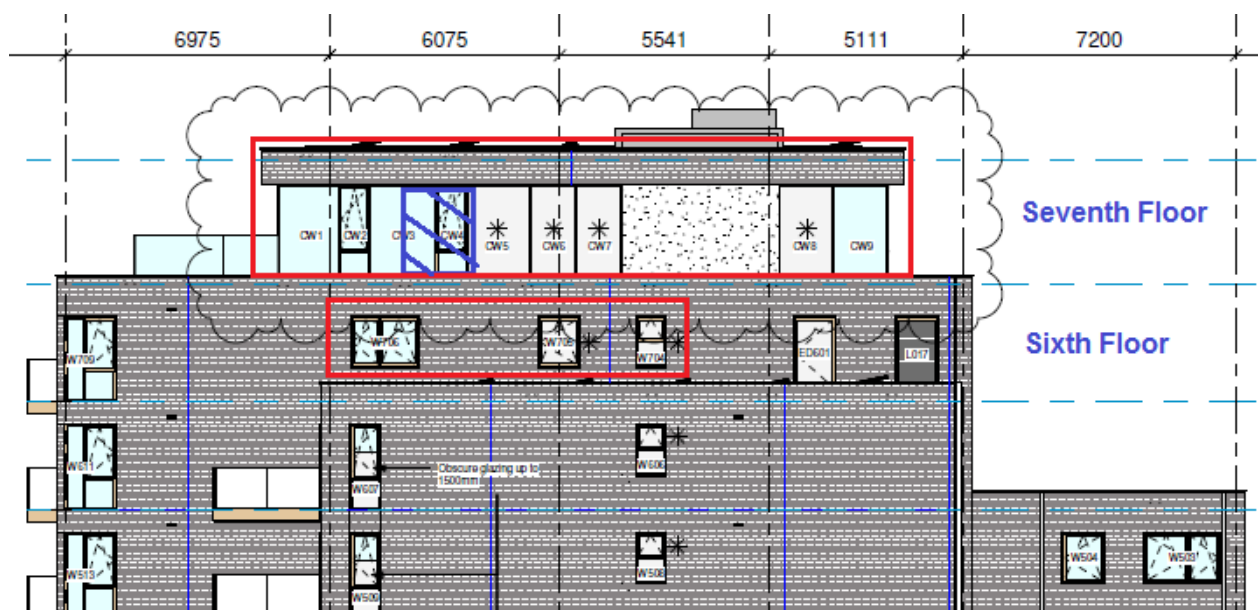 6975 6075 5541 5111 7200
CW1 CW2 CW3 CW4 CW5 CW6 CW7 CW8 CW9
Seventh Floor
W709 W706 W705 W704 ED601 L017
Sixth Floor
W611 W607 W606
Obscure glazing up to
1500mm
W513 W509 W508 W504 W503